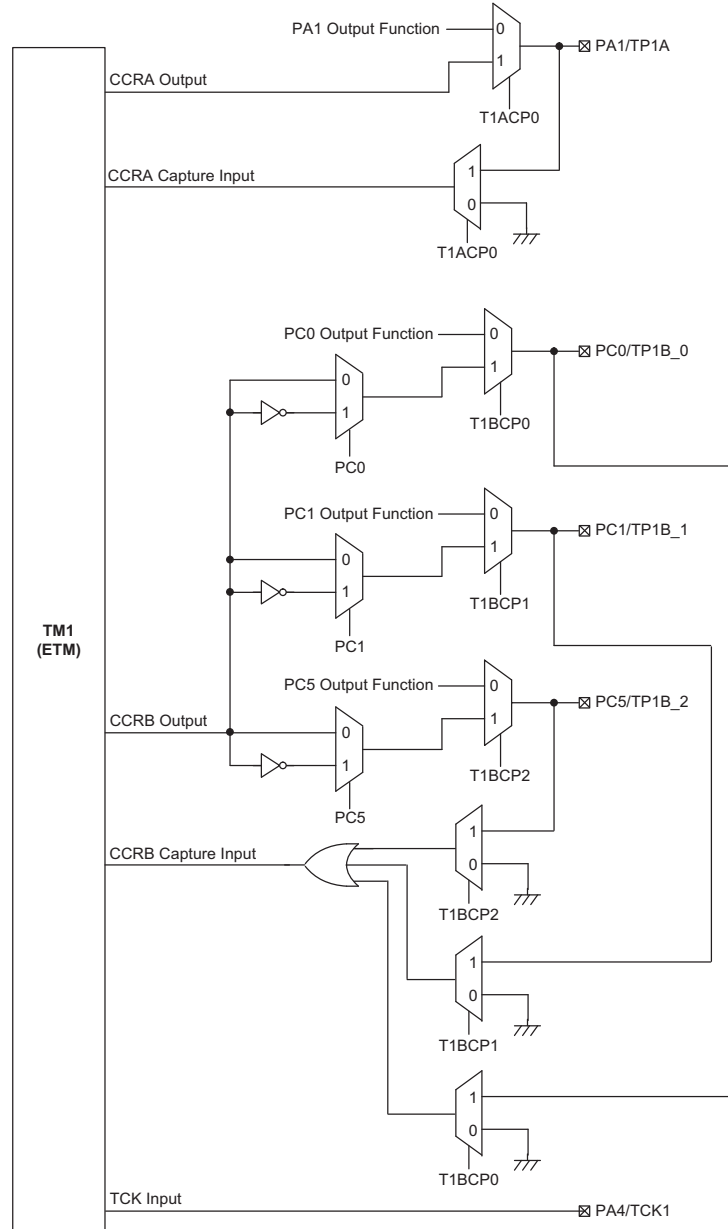 PA1 Output Function
0
PA1/TP1A
1
CCRA Output
T1ACP0
CCRA Capture Input
1
0
T1ACP0
PC0 Output Function
0
PC0/TP1B_0
0
1
1
T1BCP0
PC0
PC1 Output Function
0
PC1/TP1B_1
0
1
1
T1BCP1
PC1
TM1
(ETM)
PC5 Output Function
0
PC5/TP1B_2
CCRB Output
0
1
1
T1BCP2
PC5
1
CCRB Capture Input
0
T1BCP2
1
0
T1BCP1
1
0
T1BCP0
TCK Input
PA4/TCK1